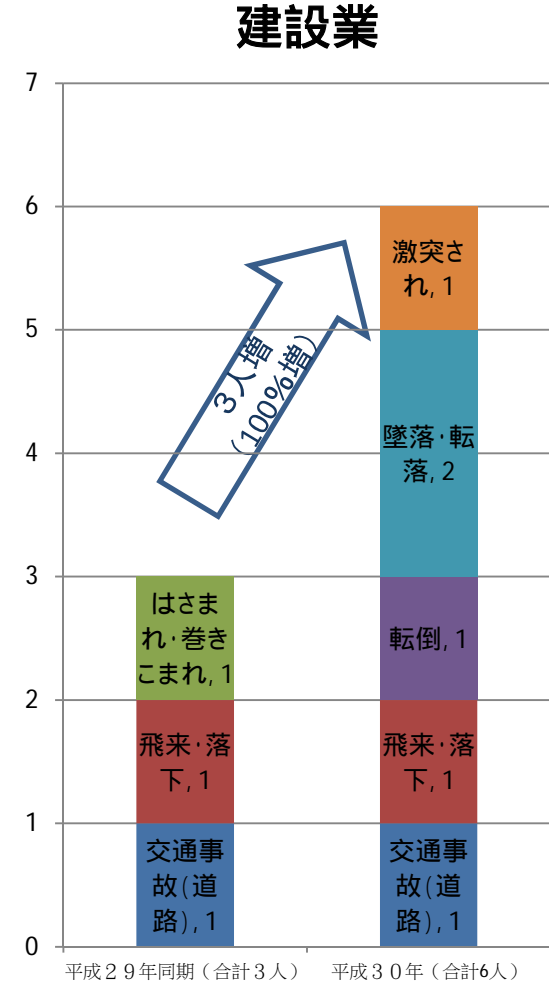 建設業
7
6
5
4
3
2
1
0
激突さ
れ, 1
墜落･転
落, 2
転倒, 1
飛来･落
下, 1
交通事
故(道
路), 1
3人増
（100%増）
はさま
れ･巻き
こまれ, 1
飛来･落
下, 1
交通事
故(道
路), 1
平成２９年同期（合計３人）
平成３０年（合計6人）